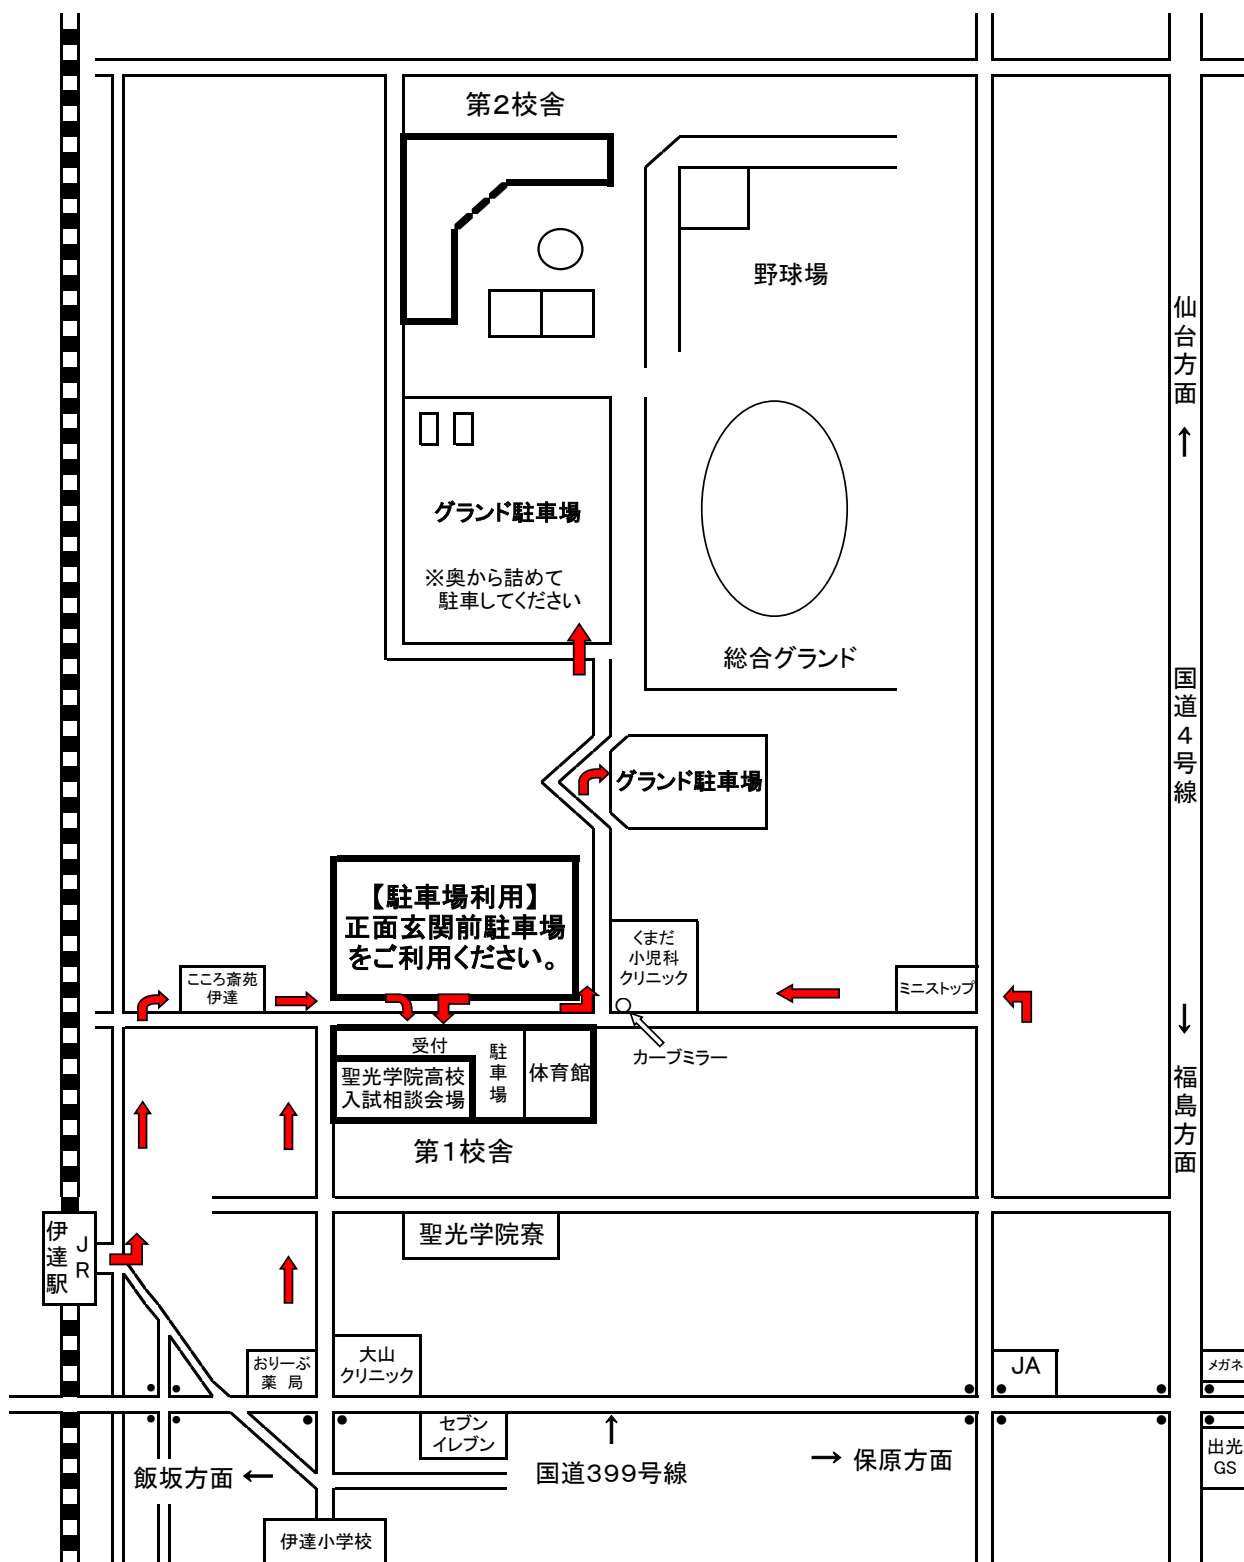 第2校舎
野球場
仙台方面
↑
グランド駐車場
※奥から詰めて
駐車してください
総合グランド
国道4号線
グランド駐車場
【駐車場利用】
正面玄関前駐車場
をご利用ください。
くまだ
小児科
クリニック
こころ斎苑
伊達
ミニストップ
カーブミラー
受付
聖光学院高校
入試相談会場
駐車場
体育館
第1校舎
↓
福島方面
聖光学院寮
JR
伊達駅
おりーぶ
薬局
大山
クリニック
JA
メガネ
セブン
イレブン
↑
国道399号線
→ 保原方面
飯坂方面 ←
出光
GS
伊達小学校